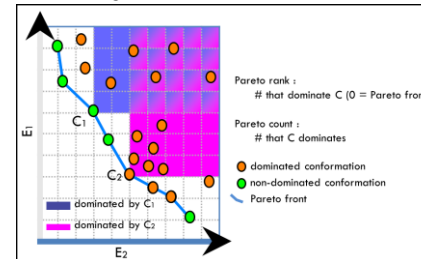 Pareto rank :
# that dominate C (0 = Pareto fron
Pareto count :
# that C dominates
dominated conformation
non-dominated conformation
Pareto front
E1
C1
C2
dominated by C1
dominated by C2
E2